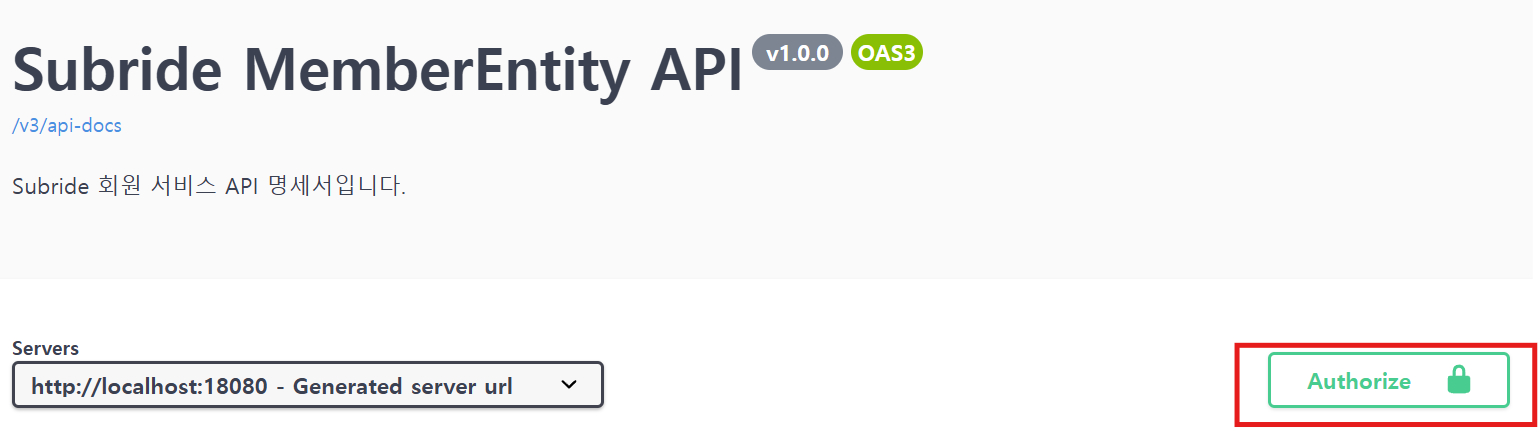 Subride MemberEntity API v1.0.0 OAS3
/v3/api-docs
Subride 회원 서비스 API 명세서입니다.
Servers
http://localhost:18080 - Generated server url
Authorize